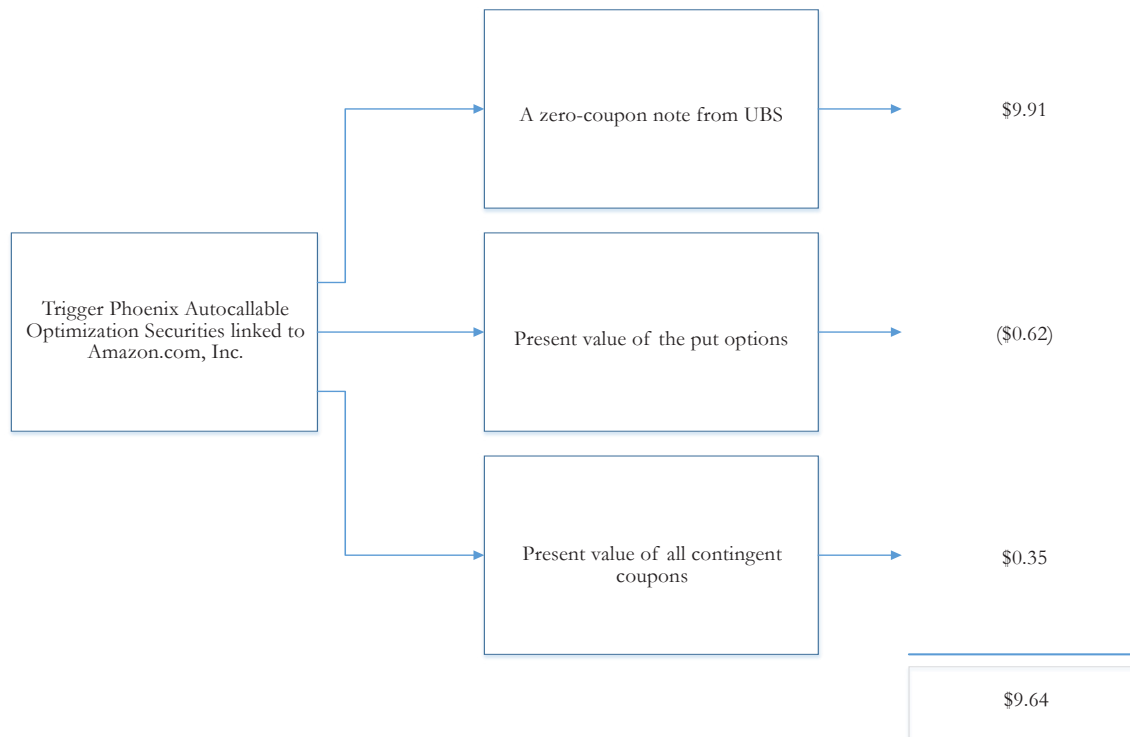 A zero-coupon note from UBS
$9.91
Trigger Phoenix Autocallable
Optimization Securities linked to
Amazon.com, Inc.
Present value of the put options
($0.62)
Present value of all contingent
coupons
$0.35
$9.64